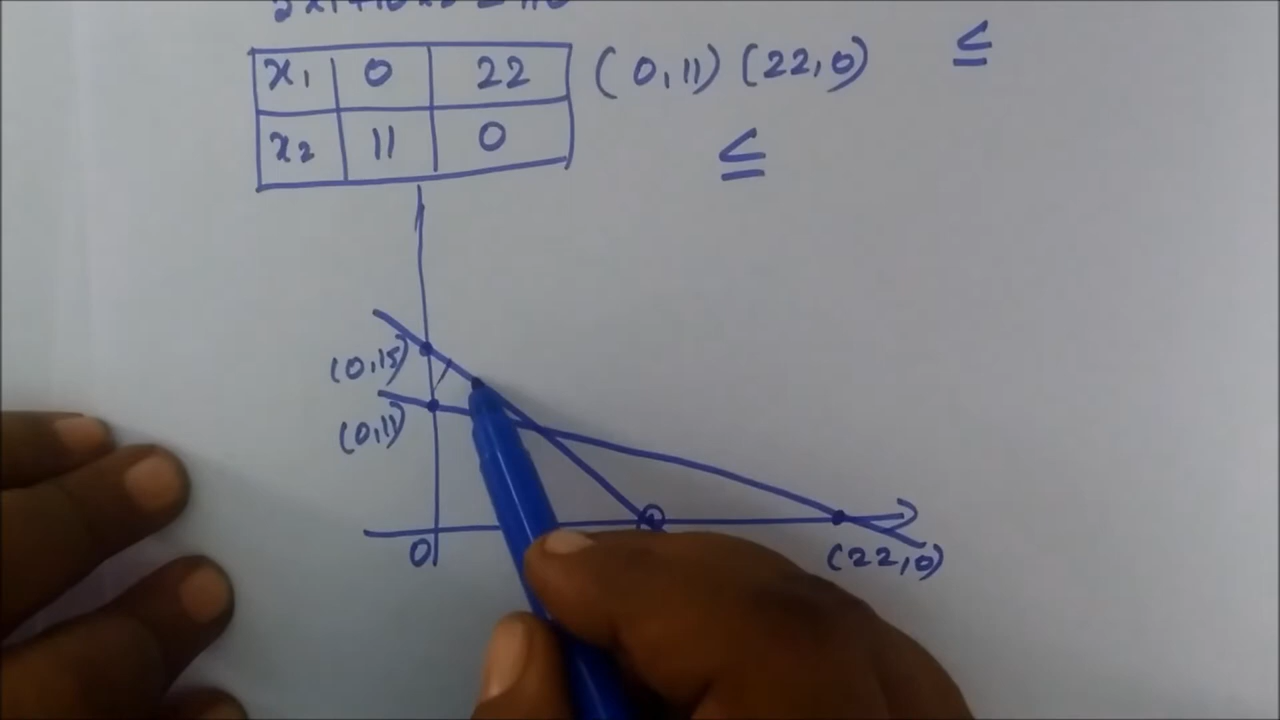 x1 0 22 (0,11) (22,0) ≤
x2 11 0 ≤
(0,15)
(0,11)
0 (22,0)